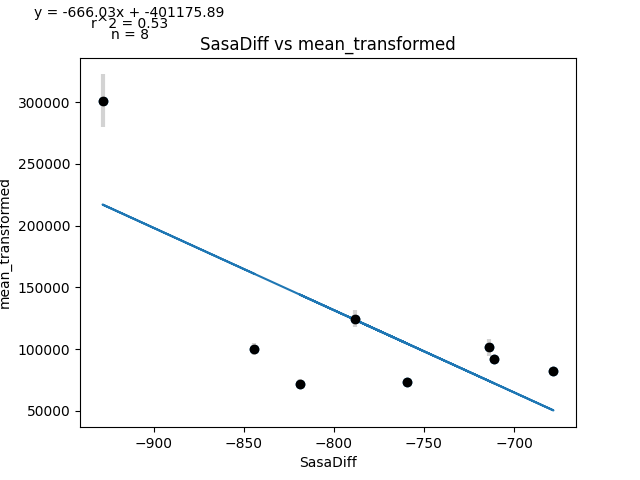 y = -666.03x + -401175.89
r^2 = 0.53
n = 8
SasaDiff vs mean_transformed
300000
250000
200000
150000
100000
50000
mean_transformed
−900
−850
−800
−750
−700
SasaDiff